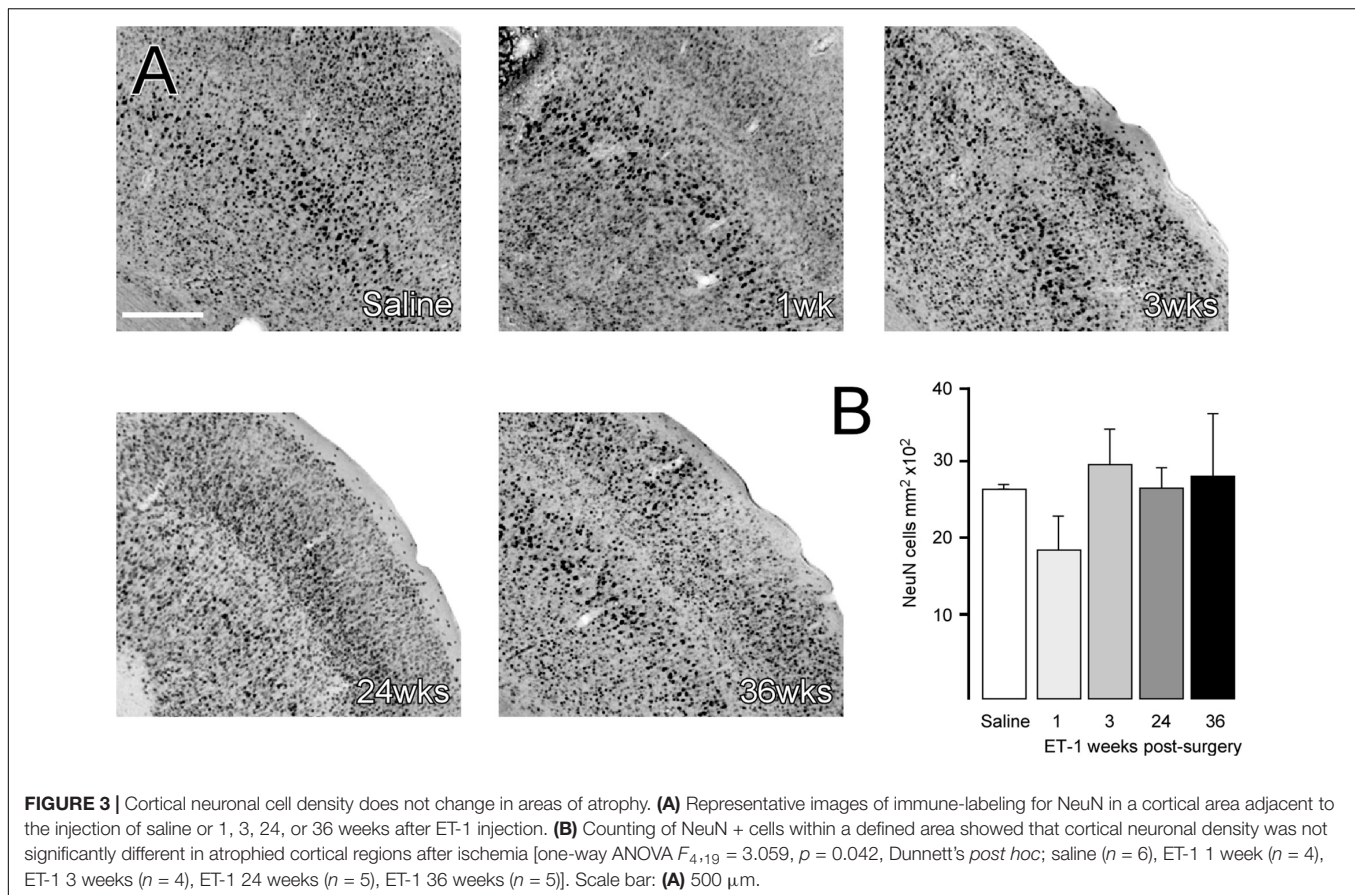 A
Saline
1wk
3wks
24wks
36wks
B
40
30
20
10
NeuN cells mm² x10²
Saline 1 3 24 36
ET-1 weeks post-surgery
FIGURE 3 | Cortical neuronal cell density does not change in areas of atrophy. (A) Representative images of immune-labeling for NeuN in a cortical area adjacent to
the injection of saline or 1, 3, 24, or 36 weeks after ET-1 injection. (B) Counting of NeuN + cells within a defined area showed that cortical neuronal density was not
significantly different in atrophied cortical regions after ischemia [one-way ANOVA F4,19 = 3.059, p = 0.042, Dunnett's post hoc; saline (n = 6), ET-1 1 week (n = 4),
ET-1 3 weeks (n = 4), ET-1 24 weeks (n = 5), ET-1 36 weeks (n = 5)]. Scale bar: (A) 500 μm.